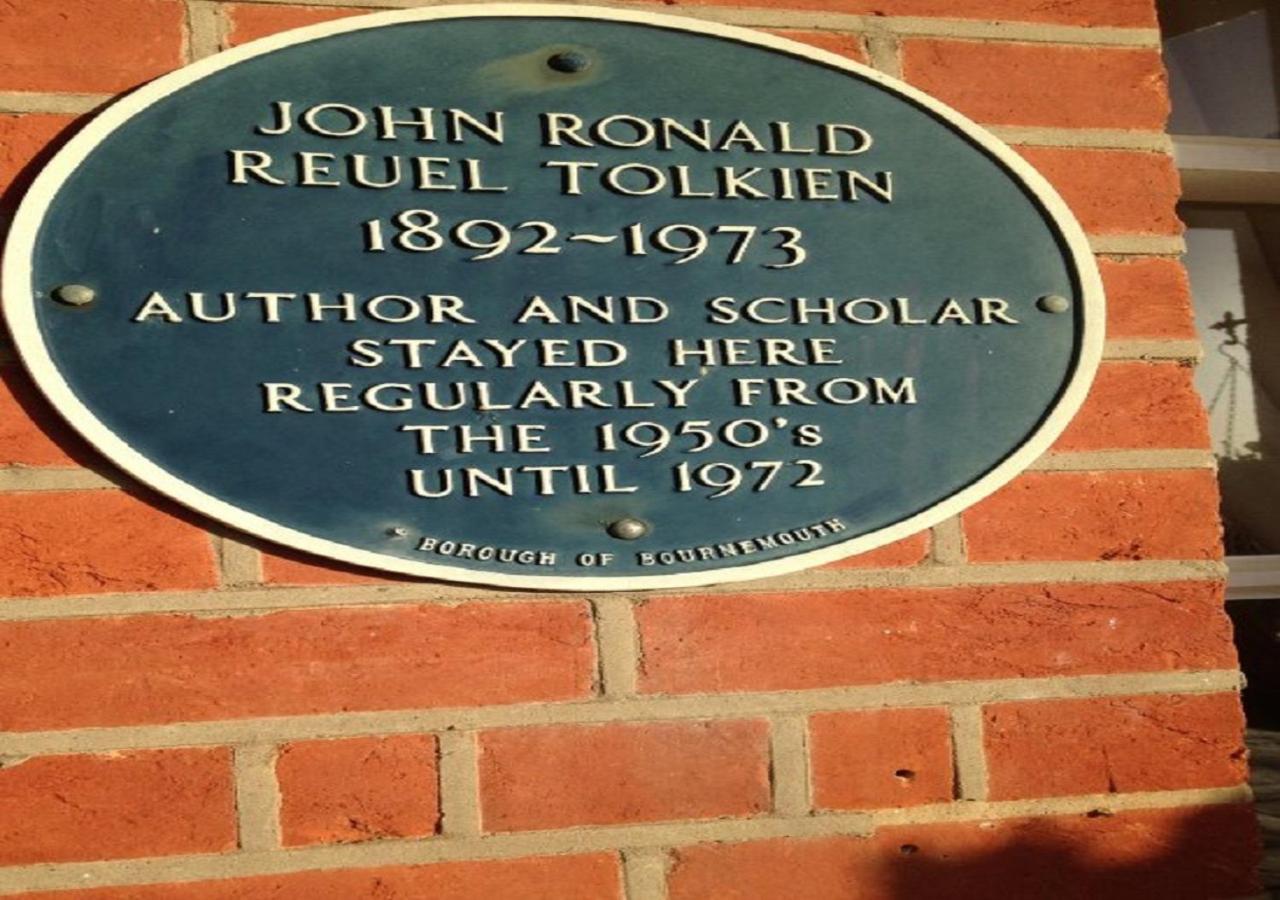 JOHN RONALD
REUEL TOLKIEN
1892~1973
AUTHOR AND SCHOLAR
STAYED HERE
REGULARLY FROM
THE 1950's
UNTIL 1972
BOROUGH OF BOURNEMOUTH